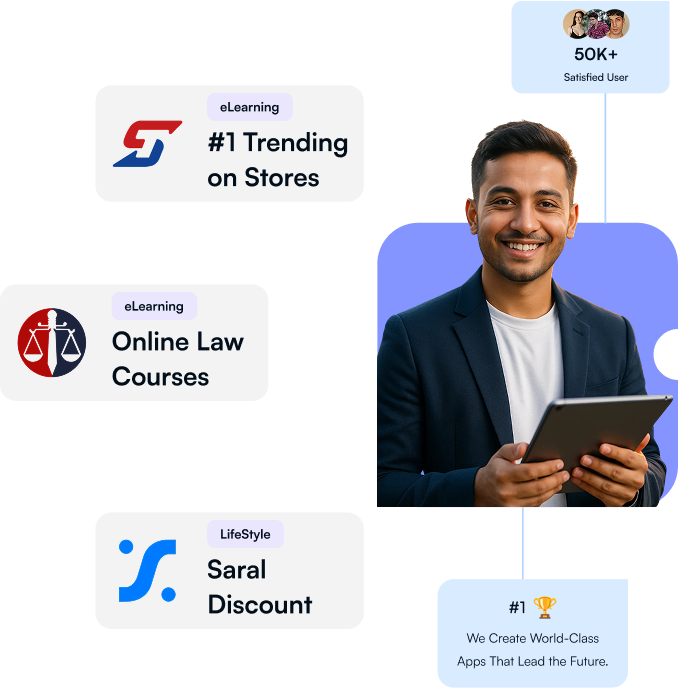 50K+
Satisfied User
eLearning
#1 Trending
on Stores
eLearning
Online Law
Courses
LifeStyle
Saral
Discount
#1 🏆
We Create World-Class
Apps That Lead the Future.